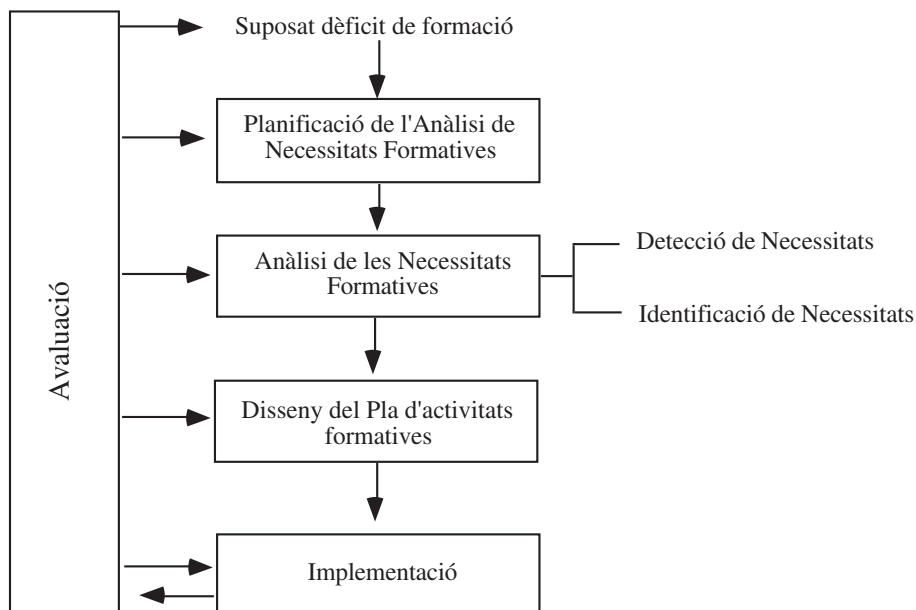 Suposat dèficit de formació
Planificació de l'Anàlisi de
Necessitats Formatives
Anàlisi de les Necessitats
Formatives
Detecció de Necessitats
Identificació de Necessitats
Avaluació
Disseny del Pla d'activitats
formatives
Implementació